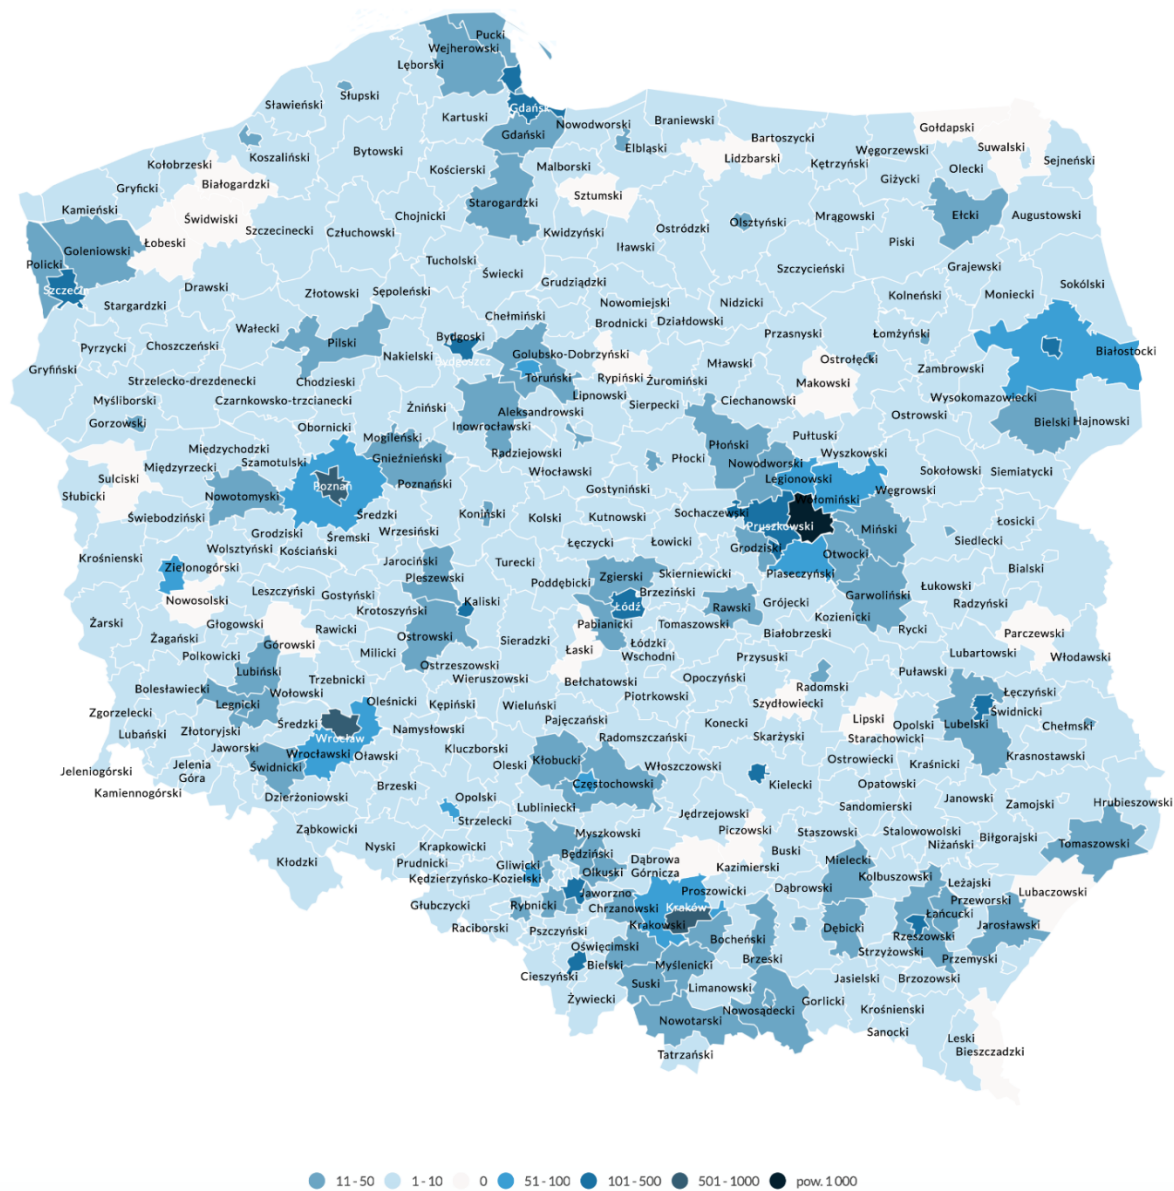 Pucki
Wejherowski
Lęborski
Słupski
Sławieński
Gdańsk
Kartuski
Nowodworski
Braniewski
Gołdapski
Gdański
Bartoszycki
Elbląski
Węgorzewski
Suwalski
Koszaliński
Bytowski
Lidzbarski
Kętrzyński
Sejneński
Kołobrzeski
Kościerski
Malborski
Olecki
Giżycki
Białogardzki
Gryficki
Sztumski
Starogardzki
Kamieński
Świdwiski
Chojnicki
Olsztyński
Mrągowski
Ełcki
Augustowski
Szczecinecki
Człuchowski
Kwidzyński
Ostródzki
Łobeski
Iławski
Piski
Goleniowski
Policki
Tucholski
Świecki
Szczycieński
Grajewski
Grudziądzki
Sokólski
Drawski
Złotowski
Sępoleński
Kolneński
Moniecki
Stargardzki
Nowomiejski
Nidzicki
Chełmiński
Brodnicki
Działdowski
Wałecki
Przasnyski
Łomżyński
Bydgoski
Pilski
Pyrzycki
Choszczeński
Nakielski
Bydgoszcz
Golubsko-Dobrzyński
Białostocki
Ostrołęcki
Mławski
Zambrowski
Gryfiński
Strzelecko-drezdenecki
Chodzieski
Toruński
Rypiński
Żuromiński
Makowski
Lipnowski
Wysokomazowiecki
Myśliborski
Czarnkowsko-trzcianecki
Żniński
Aleksandrowski
Sierpecki
Ciechanowski
Ostrowski
Gorzowski
Obornicki
Inowrocławski
Bielski
Hajnowski
Mogileński
Pułtuski
Płoński
Międzychodzki
Radziejowski
Wyszkowski
Szamotulski
Gnieźnieński
Płocki
Nowodworski
Międzyrzecki
Włocławski
Sokołowski
Siemiatycki
Sulciski
Poznań
Poznański
Legionowski
Słubicki
Nowotomyski
Gostyniński
Węgrowski
Wołomiński
Świebodziński
Średzki
Koniński
Kolski
Kutnowski
Sochaczewski
Łosicki
Pruszkowski
Miński
Grodziski
Śremski
Wrzesiński
Siedlecki
Łęczycki
Łowicki
Wolsztyński
Kościański
Grodziski
Otwocki
Krośnieński
Jarociński
Turecki
Zielonogórski
Bialski
Pleszewski
Poddębicki
Zgierski
Skierniewicki
Piaseczyński
Leszczyński
Gostyński
Brzeziński
Łukowski
Nowosolski
Kaliski
Łódź
Rawski
Grójecki
Garwoliński
Radzyński
Krotoszyński
Kozienicki
Żarski
Głogowski
Pabianicki
Tomaszowski
Rawicki
Rycki
Parczewski
Żagański
Ostrowski
Sieradzki
Białobrzeski
Górowski
Łódzki
Wschodni
Łaski
Polkowicki
Milicki
Przysuski
Lubartowski
Włodawski
Ostrzeszowski
Lubiński
Puławski
Trzebnicki
Wieruszowski
Bełchatowski
Opoczyński
Bolesławiecki
Radomski
Wołowski
Piotrkowski
Łęczyński
Legnicki
Oleśnicki
Kępiński
Wieluński
Szydłowiecki
Zgorzelecki
Świdnicki
Średzki
Pajęczański
Konecki
Lipski
Opolski
Lubelski
Chełmski
Złotoryjski
Namysłowski
Lubański
Wrocław
Radomszczański
Skarżyski
Starachowicki
Jaworski
Kluczborski
Wrocławski
Oławski
Krasnostawski
Ostrowiecki
Kłobucki
Oleski
Włoszczowski
Kraśnicki
Jeleniogórski
Jelenia
Góra
Świdnicki
Brzeski
Częstochowski
Kielecki
Opatowski
Kamiennogórski
Dzierżoniowski
Opolski
Janowski
Lubliniecki
Sandomierski
Zamojski
Hrubieszowski
Strzelecki
Jędrzejowski
Ząbkowicki
Myszkowski
Piczowski
Staszowski
Stalowowolski
Biłgorajski
Niżański
Tomaszowski
Nyski
Krapkowicki
Będziński
Buski
Kłodzki
Prudnicki
Gliwicki
Dąbrowa
Górnicza
Mielecki
Kazimierski
Olkuski
Kędzierzyńsko-Kozielski
Kolbuszowski
Leżajski
Dąbrowski
Jaworzno
Proszowicki
Lubaczowski
Przeworski
Głubczycki
Rybnicki
Chrzanowski
Kraków
Łańcucki
Raciborski
Krakowski
Dębicki
Jarosławski
Pszczyński
Rzeszowski
Bocheński
Oświęcimski
Strzyżowski
Brzeski
Przemyski
Bielski
Myślenicki
Cieszyński
Jasielski
Brzozowski
Suski
Limanowski
Żywiecki
Gorlicki
Nowosądecki
Krośnienski
Nowotarski
Sanocki
Leski
Tatrzański
Bieszczadzki
11-50 1-10 0 51-100 101-500 501-1000 pow. 1000